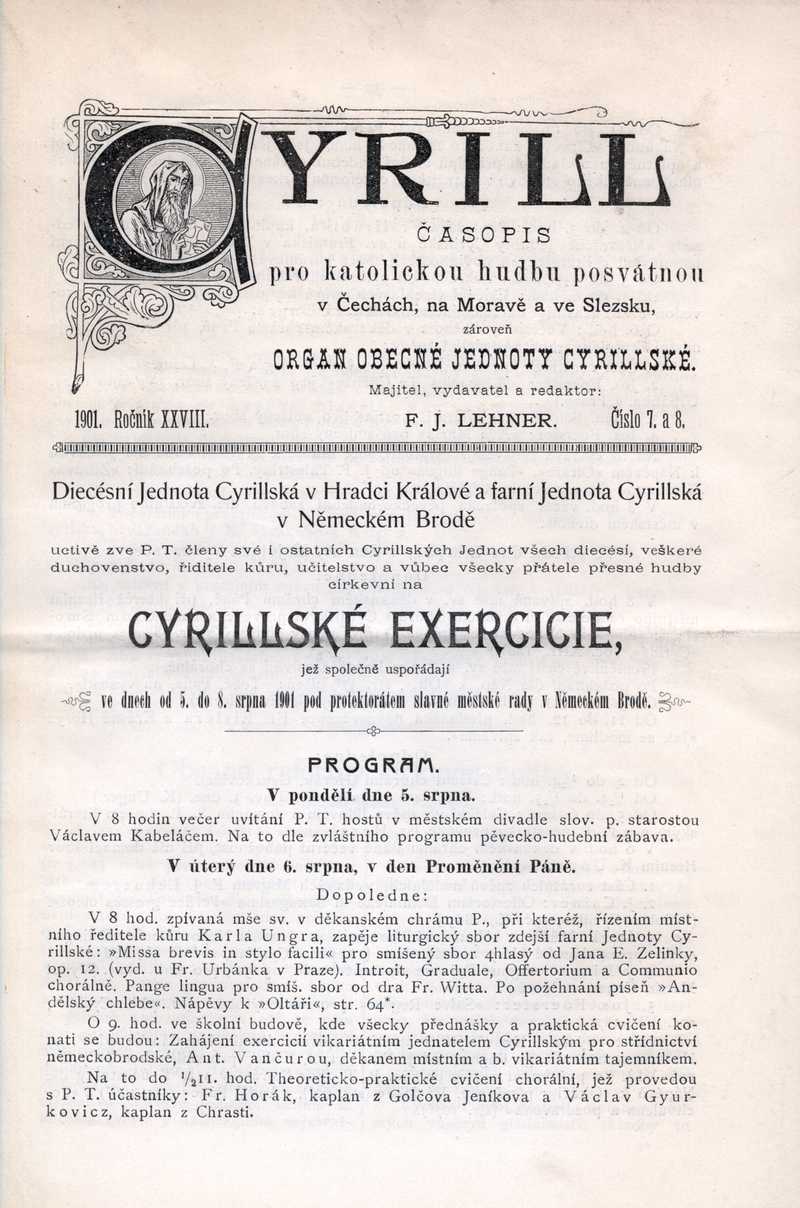 CYRILL
ČASOPIS
pro katolickou hudbu posvátnou
v Čechách, na Moravě a ve Slezsku,
zároveň
ORGAN OBECNÉ JEDNOTY CYRILLSKÉ.
Majitel, vydavatel a redaktor:
1901. Ročník XXVIII. F. J. LEHNER. Číslo 7. a 8.
Diecésní Jednota Cyrillská v Hradci Králové a farní Jednota Cyrillská
v Německém Brodě
uctivě zve P. T. členy své i ostatních Cyrillských Jednot všech diecésí, veškeré
duchovenstvo, řiditele kůru, učitelstvo a vůbec všecky přátele přesné hudby
církevní na
CYRILLSKÉ EXERCICIE,
jež společně uspořádají
ve dnech od 5. do 8. srpna 1901 pod protektorátem slavné městské rady v Německém Brodě.
PROGRAM.
V pondělí dne 5. srpna.
V 8 hodin večer uvítání P. T. hostů v městském divadle slov. p. starostou
Václavem Kabeláčem. Na to dle zvláštního programu pěvecko-hudební zábava.
V úterý dne 6. srpna, v den Proměnění Páně.
Dopoledne:
V 8 hod. zpívaná mše sv. v děkanském chrámu P., při kteréž, řízením míst-
ního ředitele kůru Karla Ungra, zapěje liturgický sbor zdejší farní Jednoty Cy-
rillské: »Missa brevis in stylo facili« pro smíšený sbor 4hlasý od Jana E. Zelinky,
op. 12. (vyd. u Fr. Urbánka v Praze). Introit, Graduale, Offertorium a Communio
chorálně. Pange lingua pro smíš. sbor od dra Fr. Witta. Po požehnání píseň »An-
dělský chlebe«. Nápěvy k »Oltáři«, str. 64*.
O 9. hod. ve školní budově, kde všecky přednášky a praktická cvičení ko-
nati se budou: Zahájení exercicií vikariátním jednatelem Cyrillským pro střídnictví
německobrodské, Ant. Vančurou, děkanem místním a b. vikariátním tajemníkem.
Na to do ½11. hod. Theoreticko-praktické cvičení chorální, jež provedou
s P. T. účastníky: Fr. Horák, kaplan z Golčova Jeníkova a Václav Gyur-
kovicz, kaplan z Chrasti.